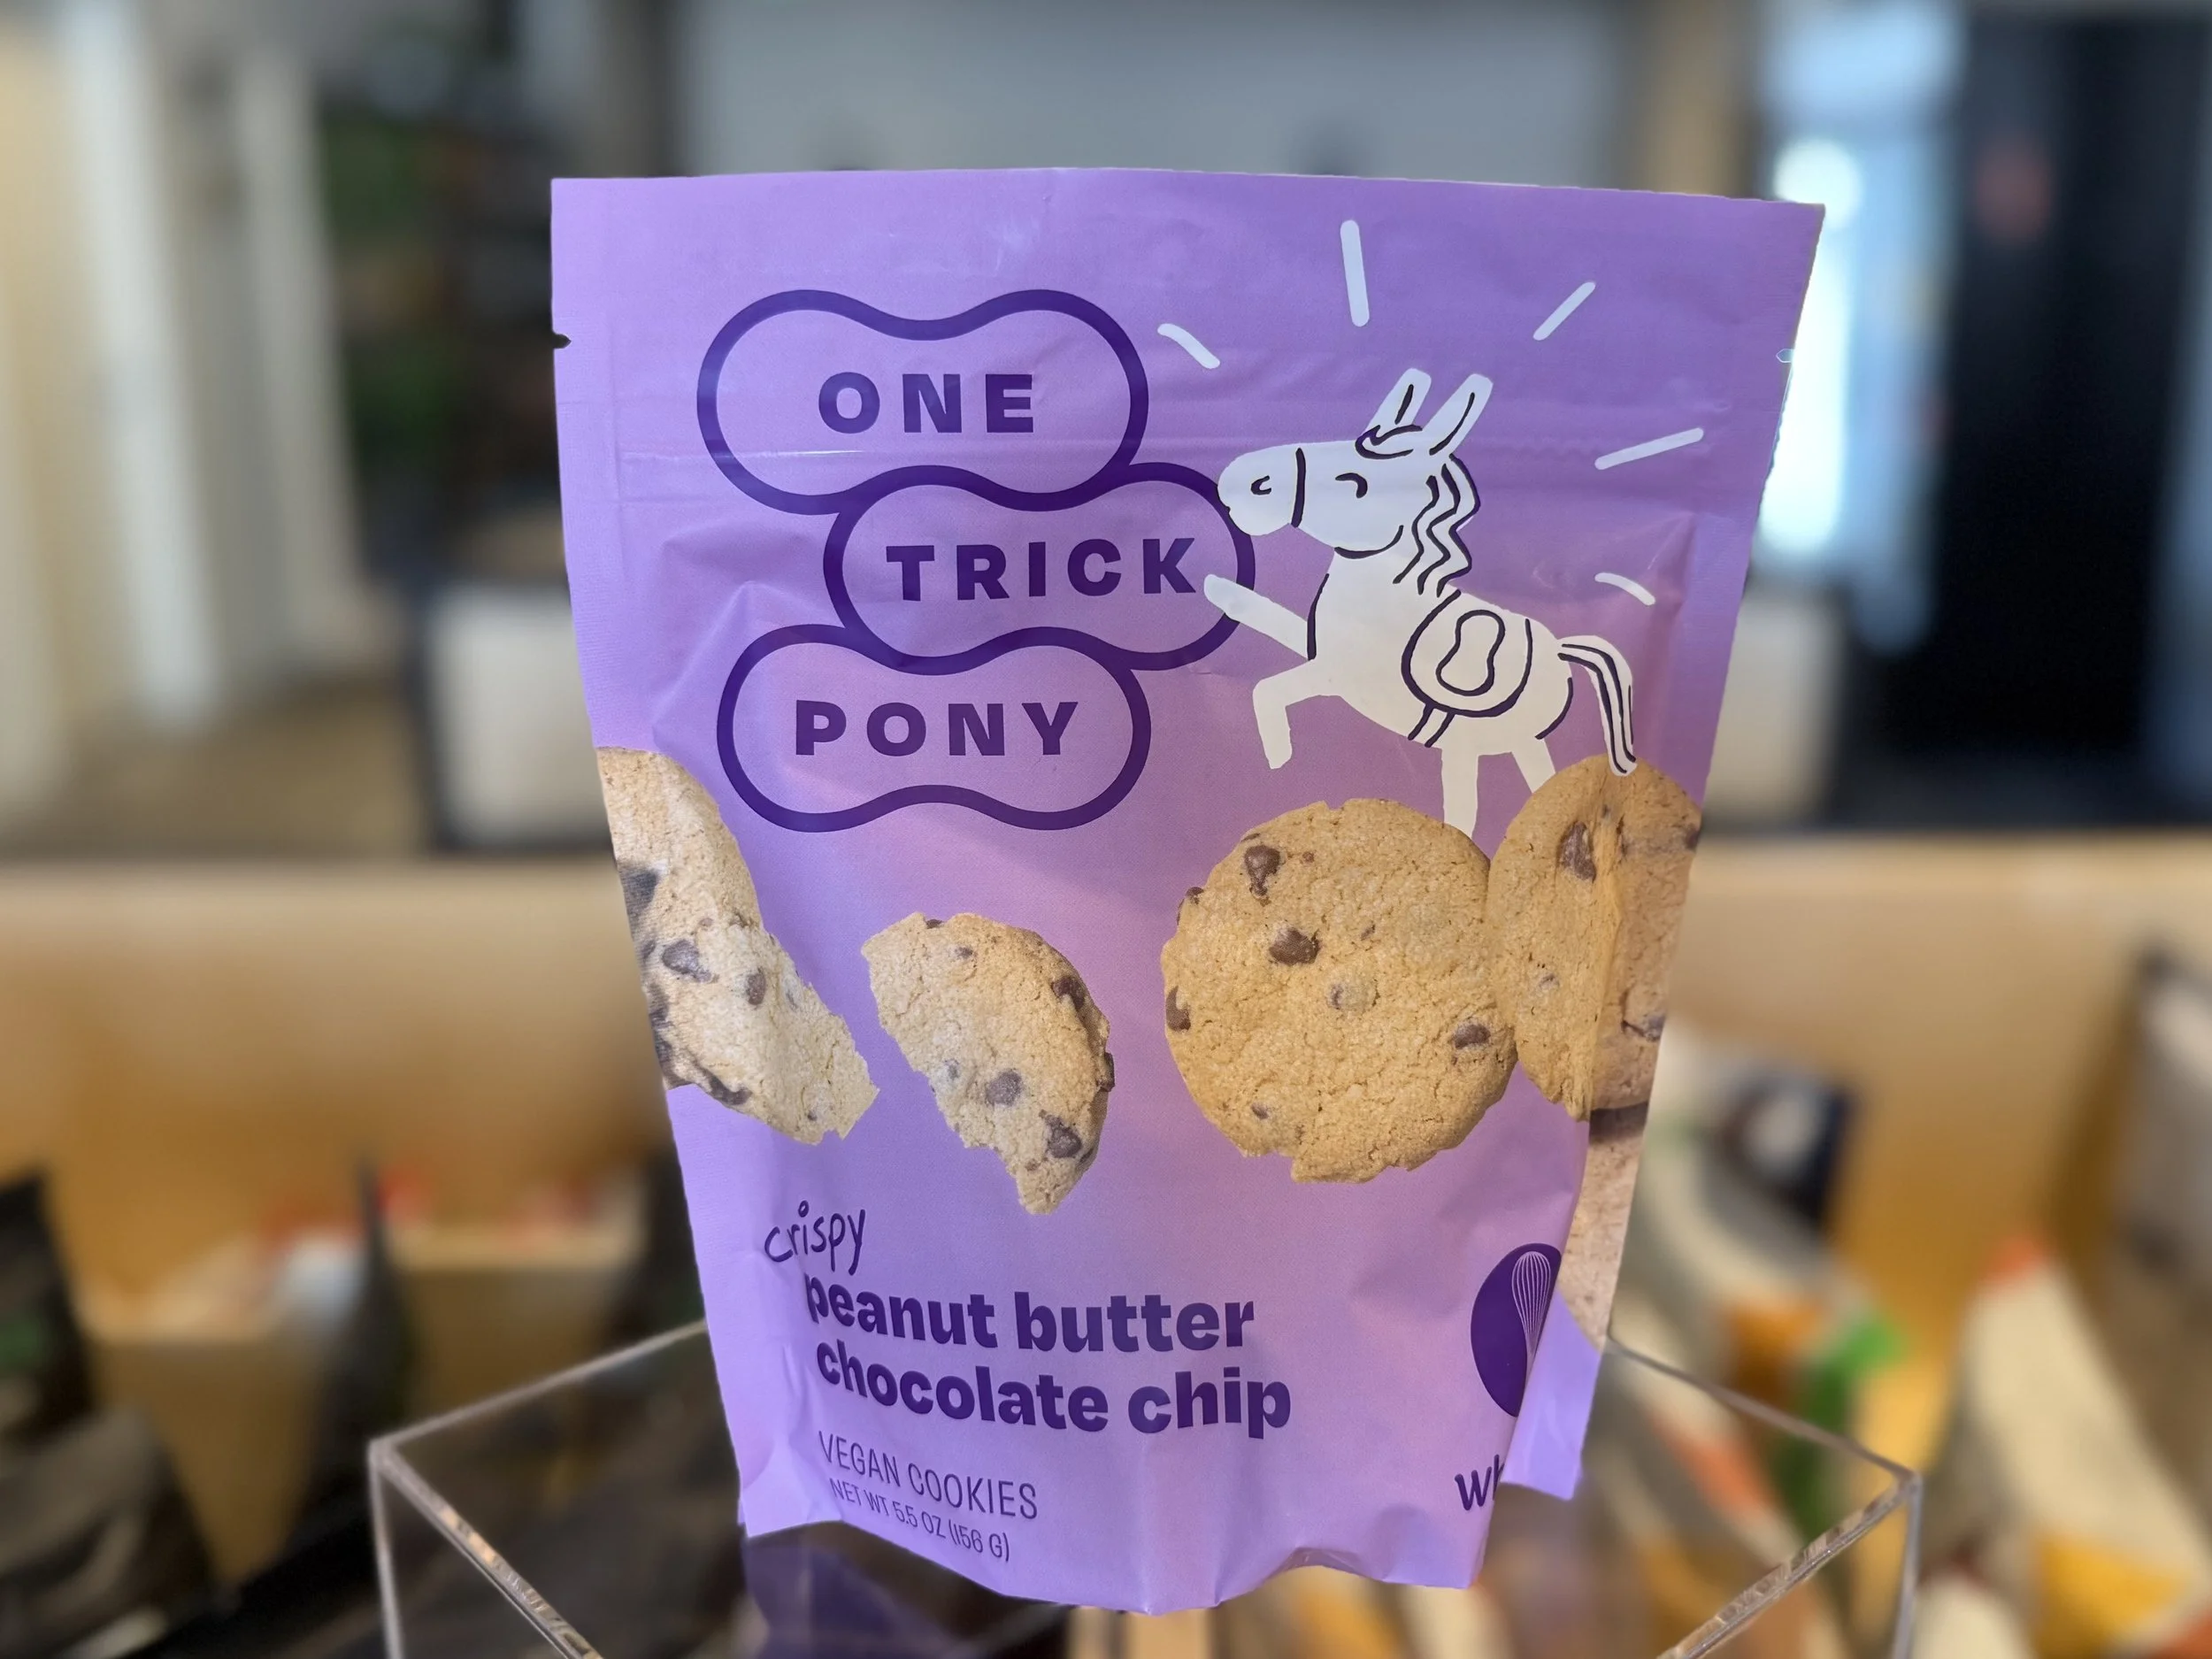 ONE
TRICK
PONY
crispy
peanut butter
chocolate chip
VEGAN COOKIES
NET WT 5.5 OZ (156 G)